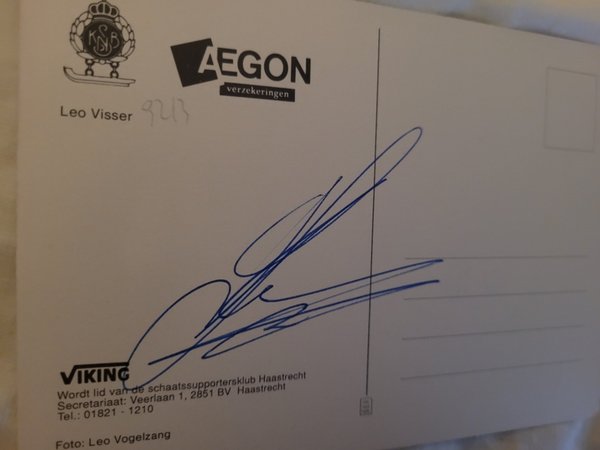 KNSB
AEGON
verzekeringen
Leo Visser 9213
VIKING
Wordt lid van de schaatssupportersklub Haastrecht
Secretariaat: Veerlaan 1, 2851 BV Haastrecht
Tel.: 01821 - 1210
Foto: Leo Vogelzang